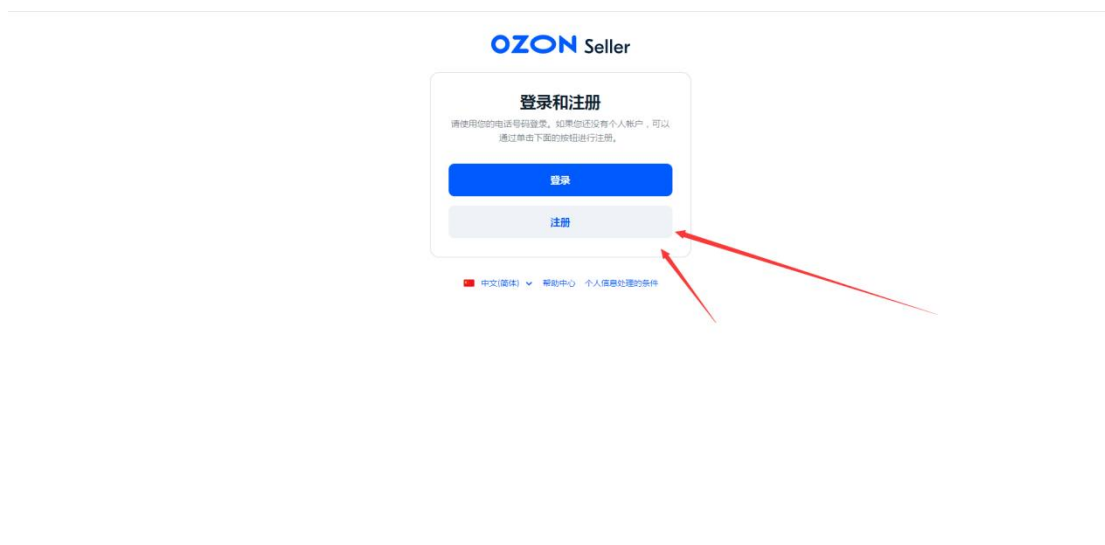 OZON Seller
登录和注册
请使用您的电话号码登录。如果您还没有个人帐户，可以
通过单击下面的按钮进行注册。
登录
注册
中文(简体) 帮助中心 个人信息处理的条件